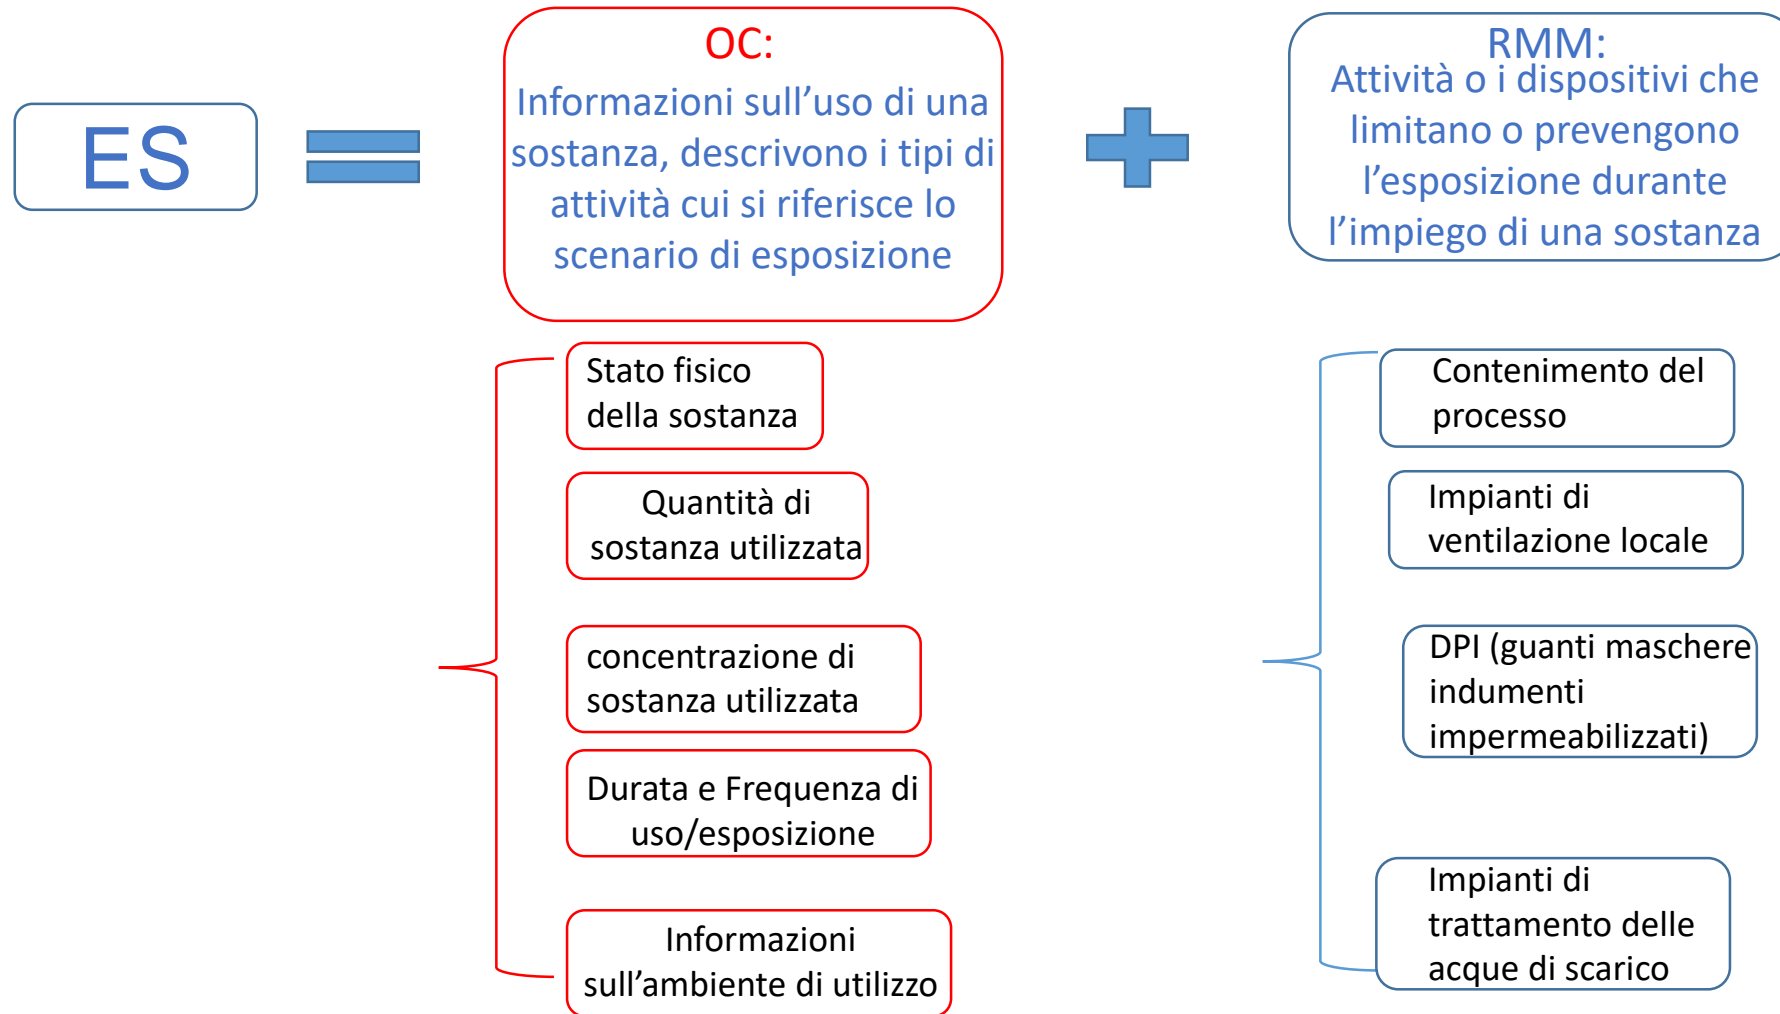 ES
OC:
Informazioni sull’uso di una
sostanza, descrivono i tipi di
attività cui si riferisce lo
scenario di esposizione
RMM:
Attività o i dispositivi che
limitano o prevengono
l’esposizione durante
l’impiego di una sostanza
Stato fisico
della sostanza
Quantità di
sostanza utilizzata
concentrazione di
sostanza utilizzata
Durata e Frequenza di
uso/esposizione
Informazioni
sull’ambiente di utilizzo
Contenimento del
processo
Impianti di
ventilazione locale
DPI (guanti maschere
indumenti
impermeabilizzati)
Impianti di
trattamento delle
acque di scarico